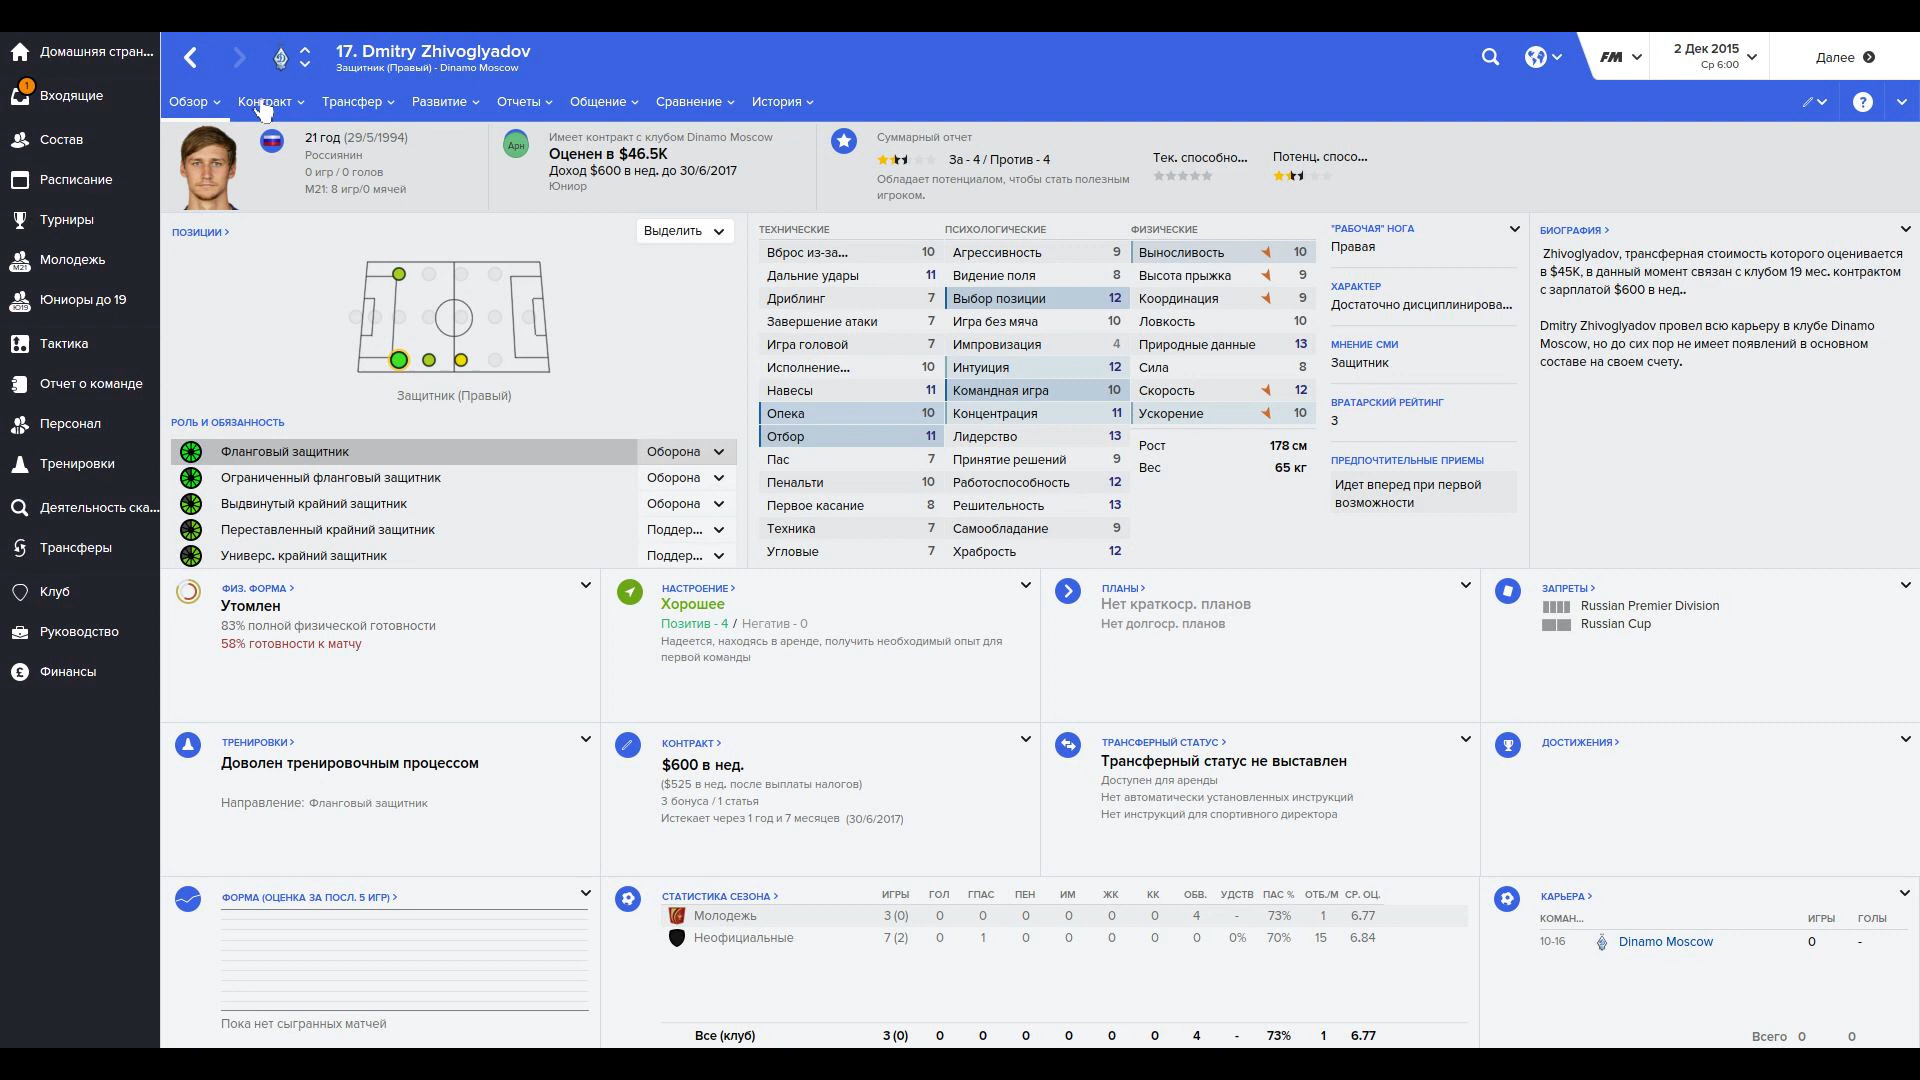 Домашняя стран...
1
Входящие
Состав
Расписание
Турниры
M21
Молодежь
Ю19
Юниоры до 19
Тактика
Отчет о команде
Персонал
Тренировки
Деятельность ска...
Трансферы
Клуб
Руководство
Финансы
17. Dmitry Zhivoglyadov
Защитник (Правый) - Dinamo Moscow
FM
2 Дек 2015
Ср 6:00
Далее
Обзор
Контракт
Трансфер
Развитие
Отчеты
Общение
Сравнение
История
?
21 год (29/5/1994)
Россиянин
0 игр / 0 голов
М21: 8 игр/0 мячей
Арн
Имеет контракт с клубом Dinamo Moscow
Оценен в $46.5K
Доход $600 в нед. до 30/6/2017
Юниор
Суммарный отчет
За - 4 / Против - 4
Обладает потенциалом, чтобы стать полезным
игроком.
Тек. способно...
Потенц. спосо...
ПОЗИЦИИ >
Выделить
Защитник (Правый)
РОЛЬ И ОБЯЗАННОСТЬ
Фланговый защитник Оборона
Ограниченный фланговый защитник Оборона
Выдвинутый крайний защитник Оборона
Переставленный крайний защитник Поддер...
Универс. крайний защитник Поддер...
ТЕХНИЧЕСКИЕ
Вброс из-за... 10
Дальние удары 11
Дриблинг 7
Завершение атаки 7
Игра головой 7
Исполнение... 10
Навесы 11
Опека 10
Отбор 11
Пас 7
Пенальти 10
Первое касание 8
Техника 7
Угловые 7
ПСИХОЛОГИЧЕСКИЕ
Агрессивность 9
Видение поля 8
Выбор позиции 12
Игра без мяча 10
Импровизация 4
Интуиция 12
Командная игра 10
Концентрация 11
Лидерство 13
Принятие решений 9
Работоспособность 12
Решительность 13
Самообладание 9
Храбрость 12
ФИЗИЧЕСКИЕ
Выносливость 10
Высота прыжка 9
Координация 9
Ловкость 10
Природные данные 13
Сила 8
Скорость 12
Ускорение 10
Рост 178 см
Вес 65 кг
"РАБОЧАЯ" НОГА
Правая
ХАРАКТЕР
Достаточно дисциплинирова...
МНЕНИЕ СМИ
Защитник
ВРАТАРСКИЙ РЕЙТИНГ
3
ПРЕДПОЧТИТЕЛЬНЫЕ ПРИЕМЫ
Идет вперед при первой
возможности
БИОГРАФИЯ >
Zhivoglyadov, трансферная стоимость которого оценивается
в $45K, в данный момент связан с клубом 19 мес. контрактом
с зарплатой $600 в нед..
Dmitry Zhivoglyadov провел всю карьеру в клубе Dinamo
Moscow, но до сих пор не имеет появлений в основном
составе на своем счету.
ФИЗ. ФОРМА >
Утомлен
83% полной физической готовности
58% готовности к матчу
НАСТРОЕНИЕ >
Хорошее
Позитив - 4 / Негатив - 0
Надеется, находясь в аренде, получить необходимый опыт для
первой команды
ПЛАНЫ >
Нет краткоср. планов
Нет долгоср. планов
ЗАПРЕТЫ >
Russian Premier Division
Russian Cup
ТРЕНИРОВКИ >
Доволен тренировочным процессом
Направление: Фланговый защитник
КОНТРАКТ >
$600 в нед.
($525 в нед. после выплаты налогов)
3 бонуса / 1 статья
Истекает через 1 год и 7 месяцев (30/6/2017)
ТРАНСФЕРНЫЙ СТАТУС >
Трансферный статус не выставлен
Доступен для аренды
Нет автоматически установленных инструкций
Нет инструкций для спортивного директора
ДОСТИЖЕНИЯ >
ФОРМА (ОЦЕНКА ЗА ПОСЛ. 5 ИГР) >
Пока нет сыгранных матчей
СТАТИСТИКА СЕЗОНА > ИГРЫ ГОЛ ГПАС ПЕН ИМ ЖК КК ОБВ. УДСТВ ПАС % ОТБ./М СР. ОЦ.
Молодежь 3 (0) 0 0 0 0 0 0 4 - 73% 1 6.77
Неофициальные 7 (2) 0 1 0 0 0 0 0 0% 70% 15 6.84
Все (клуб) 3 (0) 0 0 0 0 0 0 4 - 73% 1 6.77
КАРЬЕРА >
КОМАН... ИГРЫ ГОЛЫ
10-16 Dinamo Moscow 0 -
Всего 0 0